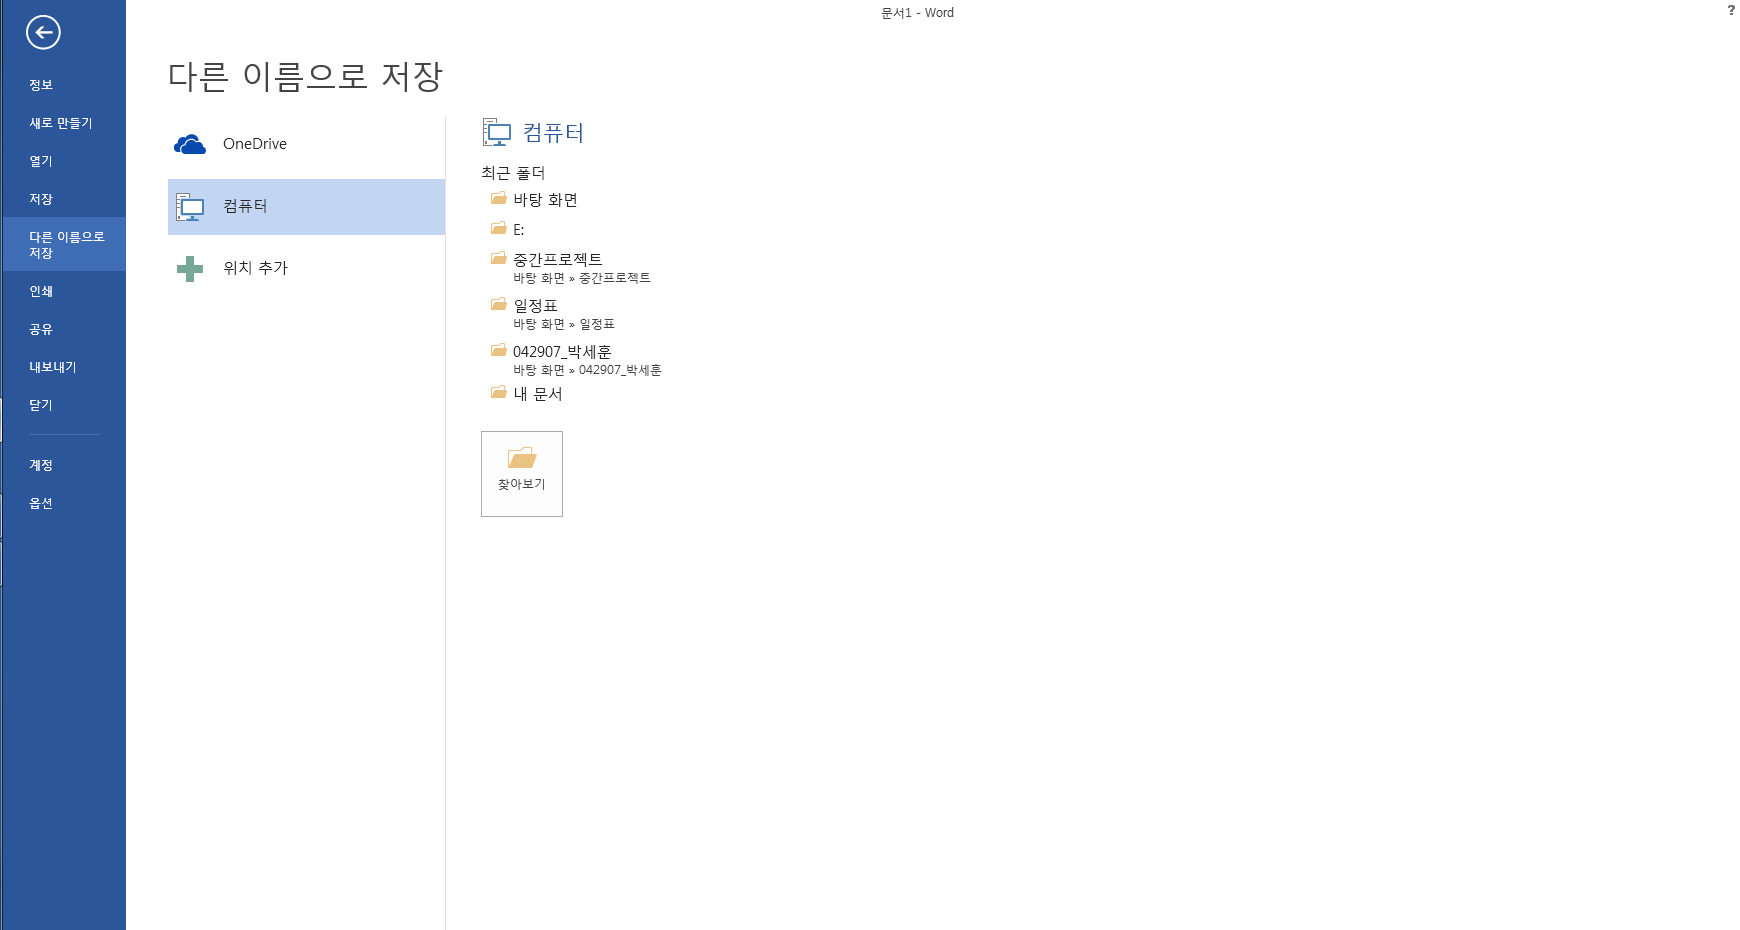 문서1 - Word
?
정보
새로 만들기
열기
저장
다른 이름으로
저장
인쇄
공유
내보내기
닫기
계정
옵션
다른 이름으로 저장
OneDrive
컴퓨터
위치 추가
컴퓨터
최근 폴더
바탕 화면
E:
중간프로젝트
바탕 화면 » 중간프로젝트
일정표
바탕 화면 » 일정표
042907_박세훈
바탕 화면 » 042907_박세훈
내 문서
찾아보기